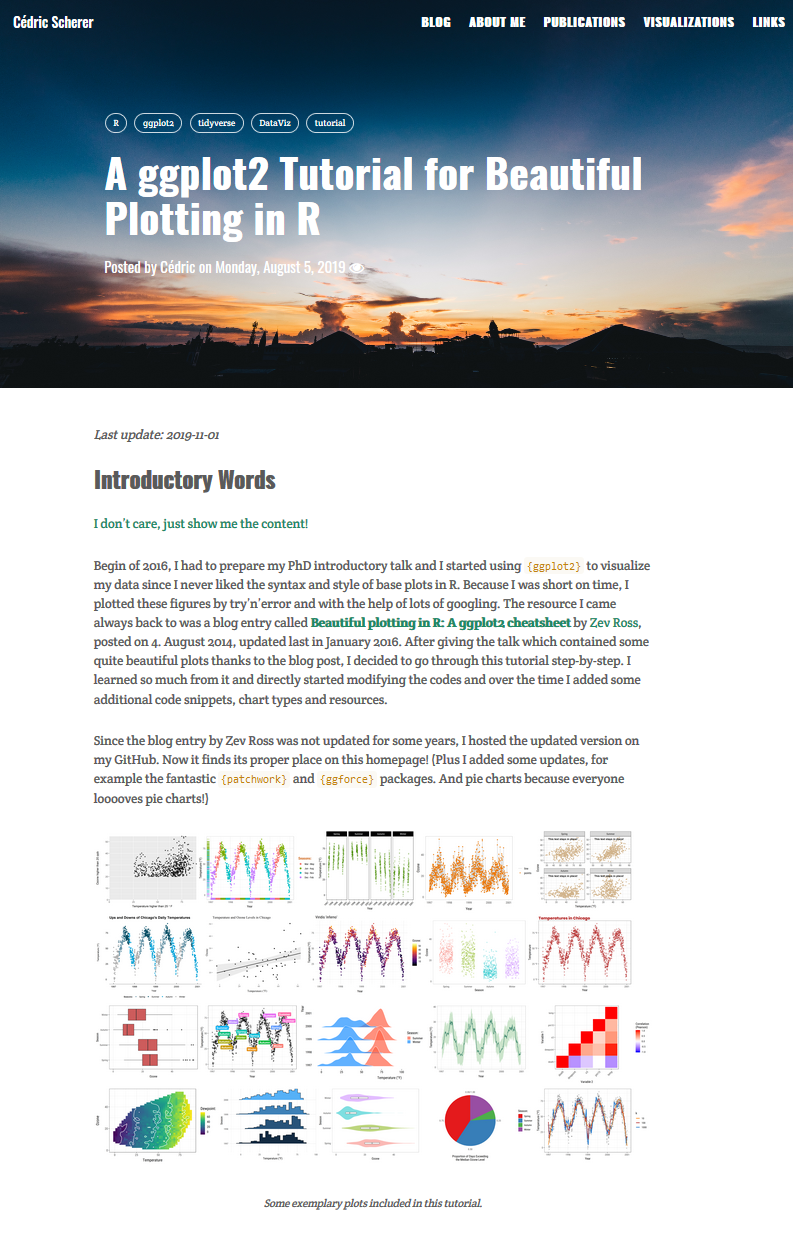 Cédric Scherer
BLOG ABOUT ME PUBLICATIONS VISUALIZATIONS LINKS
R ggplot2 tidyverse DataViz tutorial
A ggplot2 Tutorial for Beautiful
Plotting in R
Posted by Cédric on Monday, August 5, 2019
Last update: 2019-11-01
Introductory Words
I don't care, just show me the content!
Begin of 2016, I had to prepare my PhD introductory talk and I started using {ggplot2} to visualize
my data since I never liked the syntax and style of base plots in R. Because I was short on time, I
plotted these figures by try'n'error and with the help of lots of googling. The resource I came
always back to was a blog entry called Beautiful plotting in R: A ggplot2 cheatsheet by Zev Ross,
posted on 4. August 2014, updated last in January 2016. After giving the talk which contained some
quite beautiful plots thanks to the blog post, I decided to go through this tutorial step-by-step. I
learned so much from it and directly started modifying the codes and over the time I added some
additional code snippets, chart types and resources.
Since the blog entry by Zev Ross was not updated for some years, I hosted the updated version on
my GitHub. Now it finds its proper place on this homepage! (Plus I added some updates, for
example the fantastic {patchwork} and {ggforce} packages. And pie charts because everyone
looooves pie charts!)
Ups and Downs of Chicago's Daily Temperatures
Temperature and Ozone Levels in Chicago
Temperatures in Chicago
Some exemplary plots included in this tutorial.